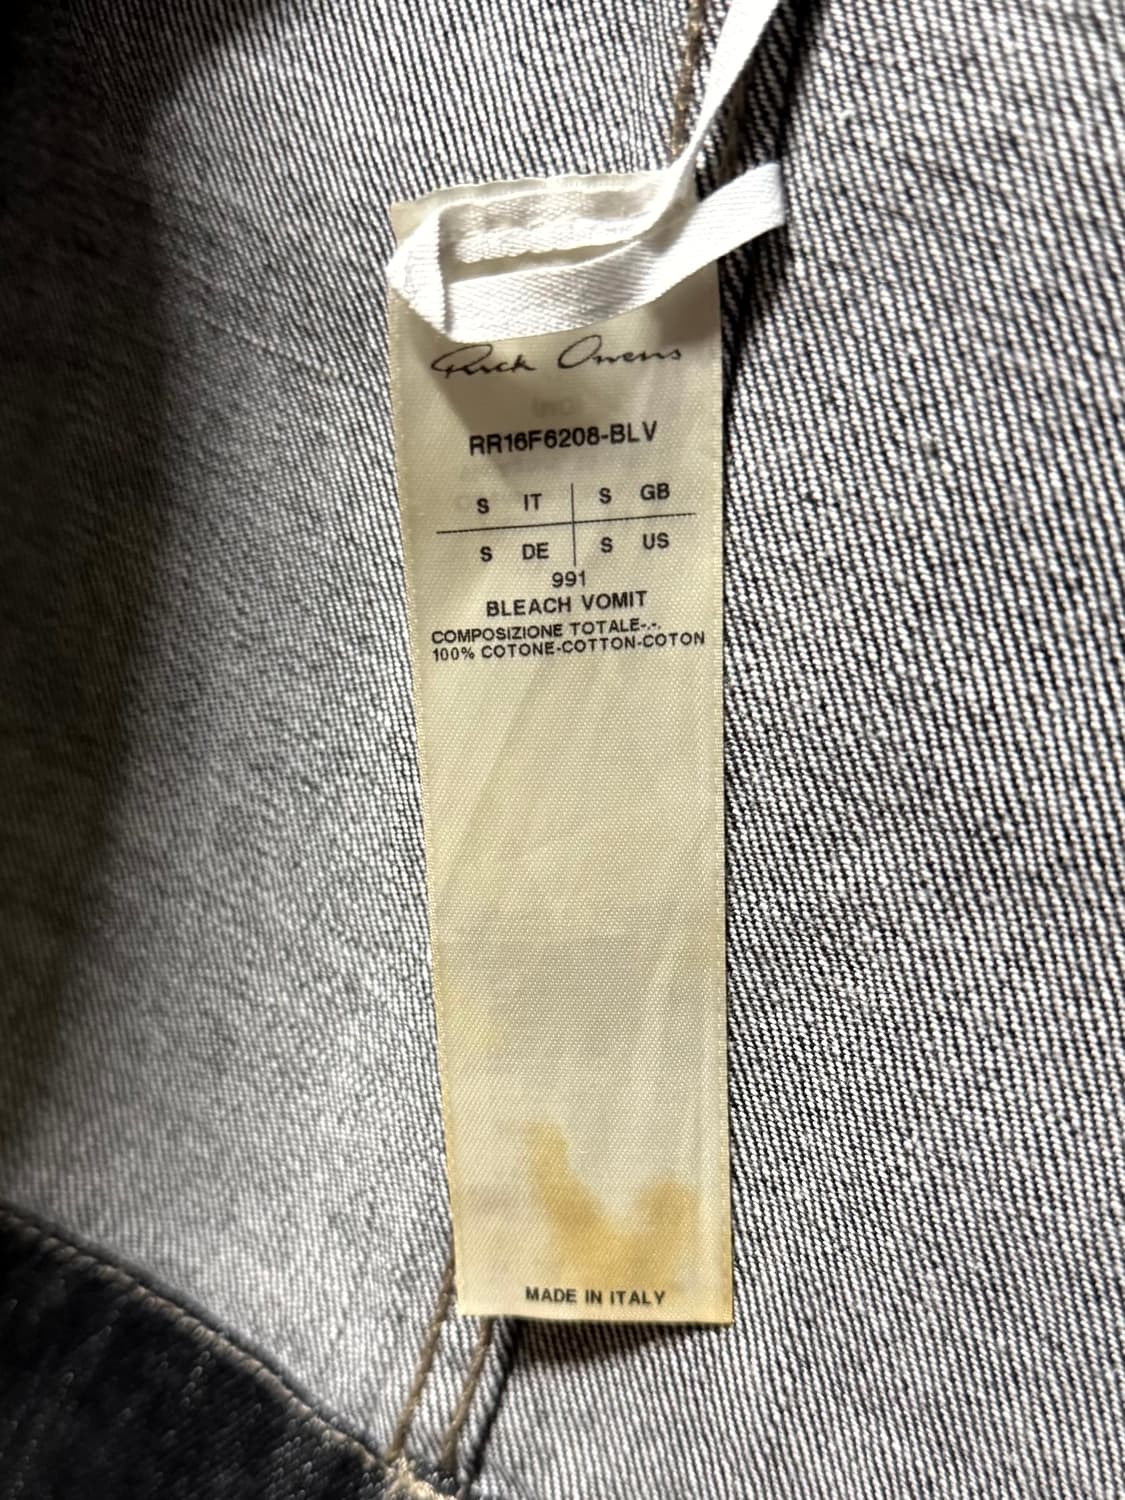 Rick Owens
RR16F6208-BLV
S IT S GB
S DE S US
991
BLEACH VOMIT
COMPOSIZIONE TOTALE-.-.
100% COTONE-COTTON-COTON
MADE IN ITALY